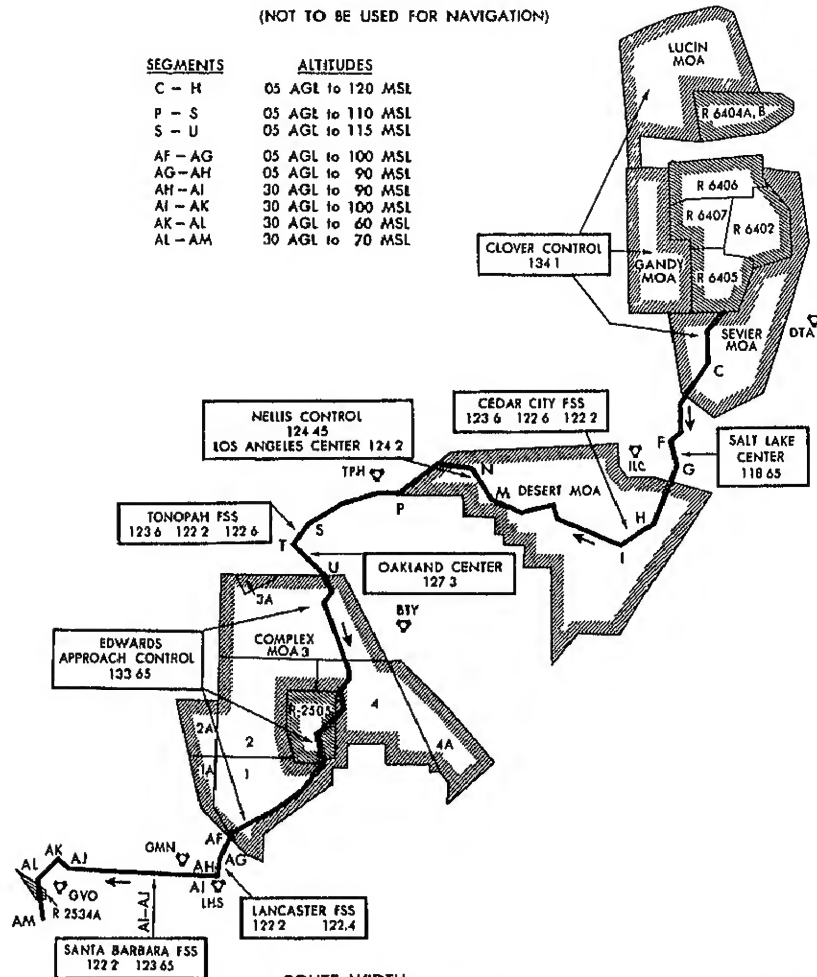 (NOT TO BE USED FOR NAVIGATION)
SEGMENTS ALTITUDES
C - H 05 AGL to 120 MSL
P - S 05 AGL to 110 MSL
S - U 05 AGL to 115 MSL
AF - AG 05 AGL to 100 MSL
AG - AH 05 AGL to 90 MSL
AH - AI 30 AGL to 90 MSL
AI - AK 30 AGL to 100 MSL
AK - AL 30 AGL to 60 MSL
AL - AM 30 AGL to 70 MSL
LUCIN
MOA
R 6404A, B
R 6406
R 6407
R 6402
CLOVER CONTROL
134 1
GANDY
MOA
R 6405
SEVIER
MOA
DTA
C
NELLIS CONTROL
124 45
LOS ANGELES CENTER 124 2
CEDAR CITY FSS
123 6 122 6 122 2
F
G
SALT LAKE
CENTER
118 65
ILC
TPH
N
M
DESERT MOA
P
H
I
TONOPAH FSS
123 6 122 2 122 6
S
T
U
OAKLAND CENTER
127 3
3A
BTY
EDWARDS
APPROACH CONTROL
133 65
COMPLEX
MOA 3
R-2505
4
2A
2
4A
1A
1
AF
AG
GMN
AH
AI
LHS
AK
AJ
AL
GVO
R 2534A
AM
AI-AJ
LANCASTER FSS
122 2 122.4
SANTA BARBARA FSS
122 2 123 65